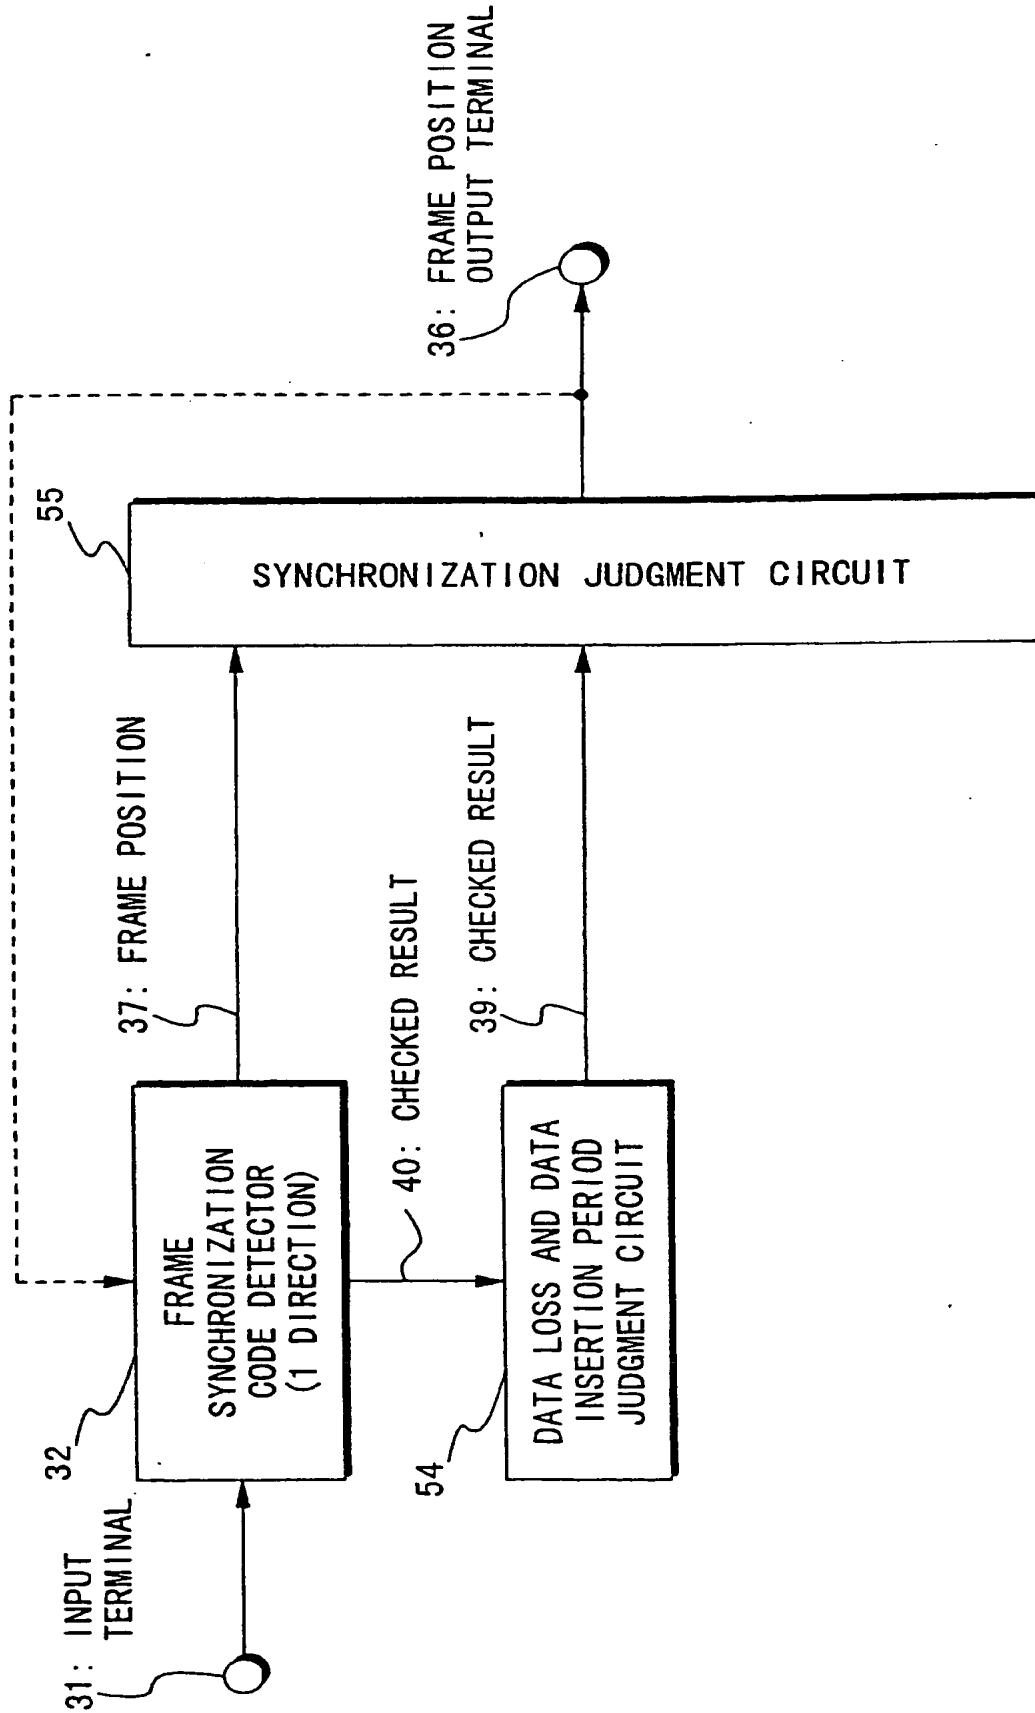 31: INPUT
TERMINAL
32
FRAME
SYNCHRONIZATION
CODE DETECTOR
(1 DIRECTION)
37: FRAME POSITION
40: CHECKED RESULT
54
DATA LOSS AND DATA
INSERTION PERIOD
JUDGMENT CIRCUIT
39: CHECKED RESULT
55
SYNCHRONIZATION JUDGMENT CIRCUIT
36: FRAME POSITION
OUTPUT TERMINAL